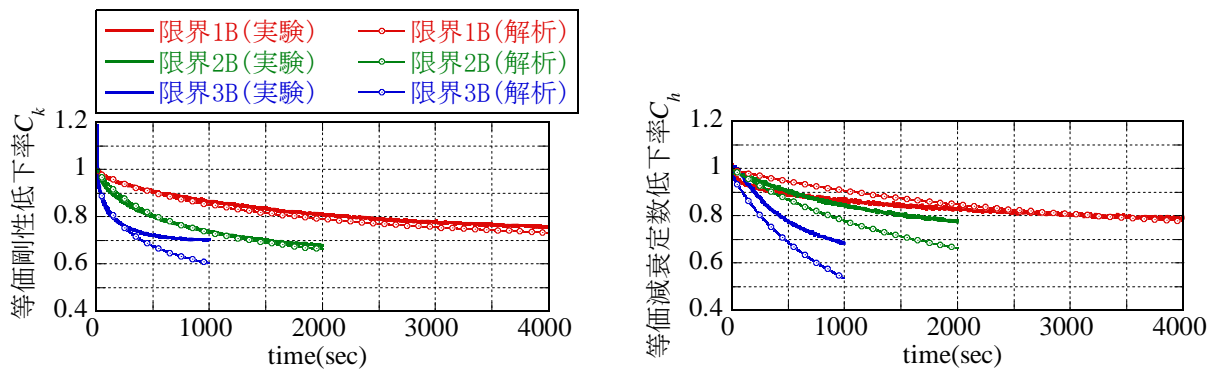 限界1B(実験) 限界1B(解析)
限界2B(実験) 限界2B(解析)
限界3B(実験) 限界3B(解析)
等価剛性低下率Ck
1.2
1
0.8
0.6
0.4
0 1000 2000 3000 4000
time(sec)
等価減衰定数低下率Ch
1.2
1
0.8
0.6
0.4
0 1000 2000 3000 4000
time(sec)